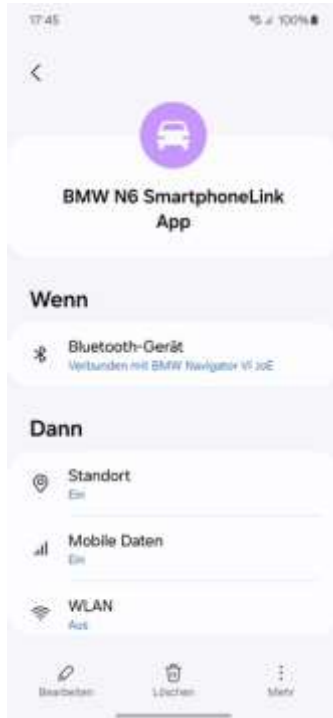 17:45
100%
BMW N6 SmartphoneLink
App
Wenn
Bluetooth-Gerät
Verbunden mit BMW Navigator VI zoE
Dann
Standort
Ein
Mobile Daten
Ein
WLAN
Aus
Bearbeiten
Löschen
Mehr